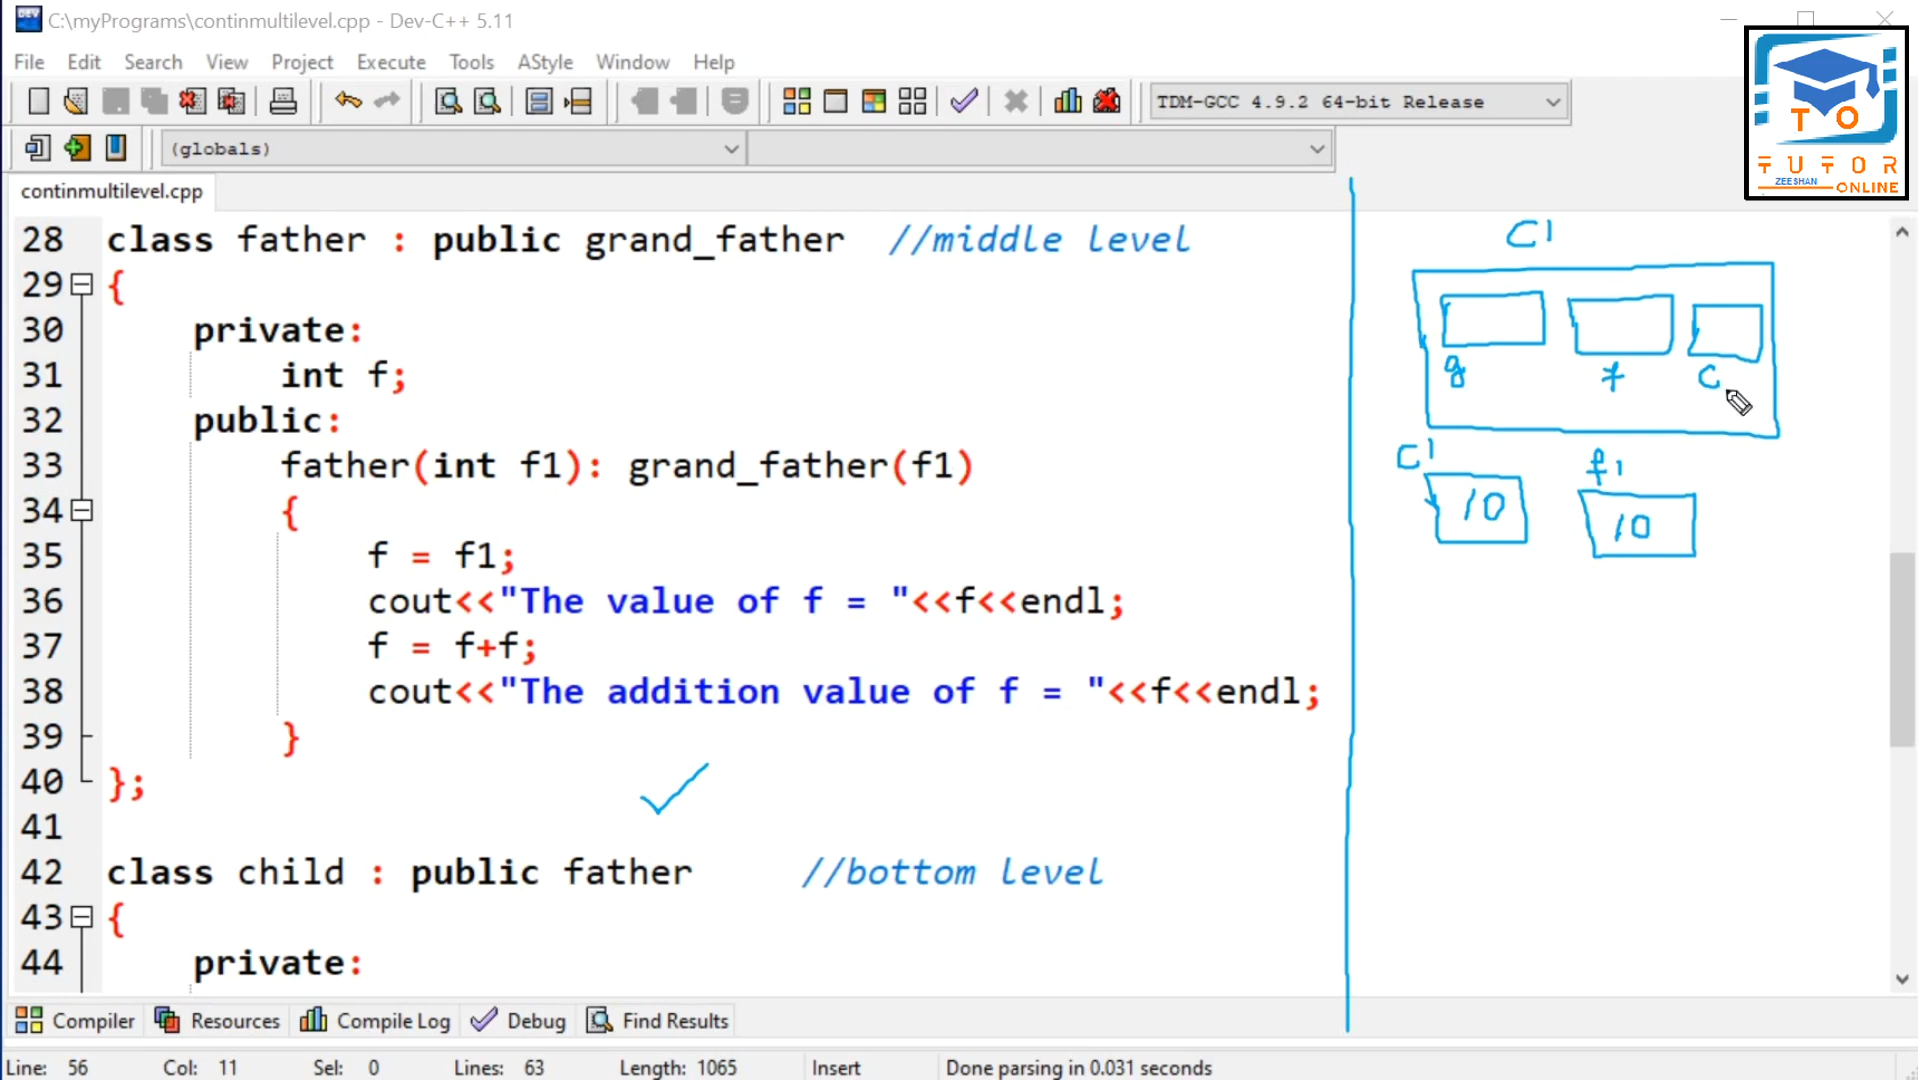 C:\myPrograms\continmultilevel.cpp - Dev-C++ 5.11
File Edit Search View Project Execute Tools AStyle Window Help
TDM-GCC 4.9.2 64-bit Release
(globals)
T O
TUTOR
ZEESHAN
ONLINE
continmultilevel.cpp
28 class father : public grand_father //middle level
29 {
30 private:
31 int f;
32 public:
33 father(int f1): grand_father(f1)
34 {
35 f = f1;
36 cout<<"The value of f = "<<f<<endl;
37 f = f+f;
38 cout<<"The addition value of f = "<<f<<endl;
39 }
40 };
41
42 class child : public father //bottom level
43 {
44 private:
C1
g f C
C1 f1
10 10
Compiler Resources Compile Log Debug Find Results
Line: 56 Col: 11 Sel: 0 Lines: 63 Length: 1065 Insert Done parsing in 0.031 seconds